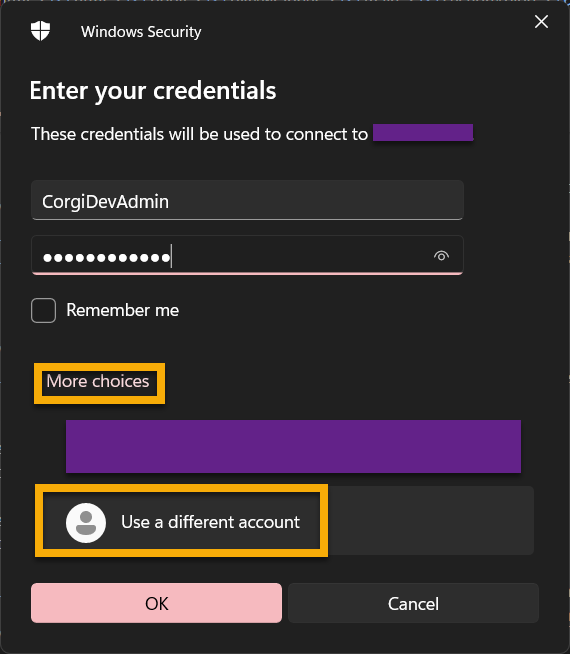 Windows Security
Enter your credentials
These credentials will be used to connect to
CorgiDevAdmin
●●●●●●●●●●●●
Remember me
More choices
Use a different account
OK
Cancel